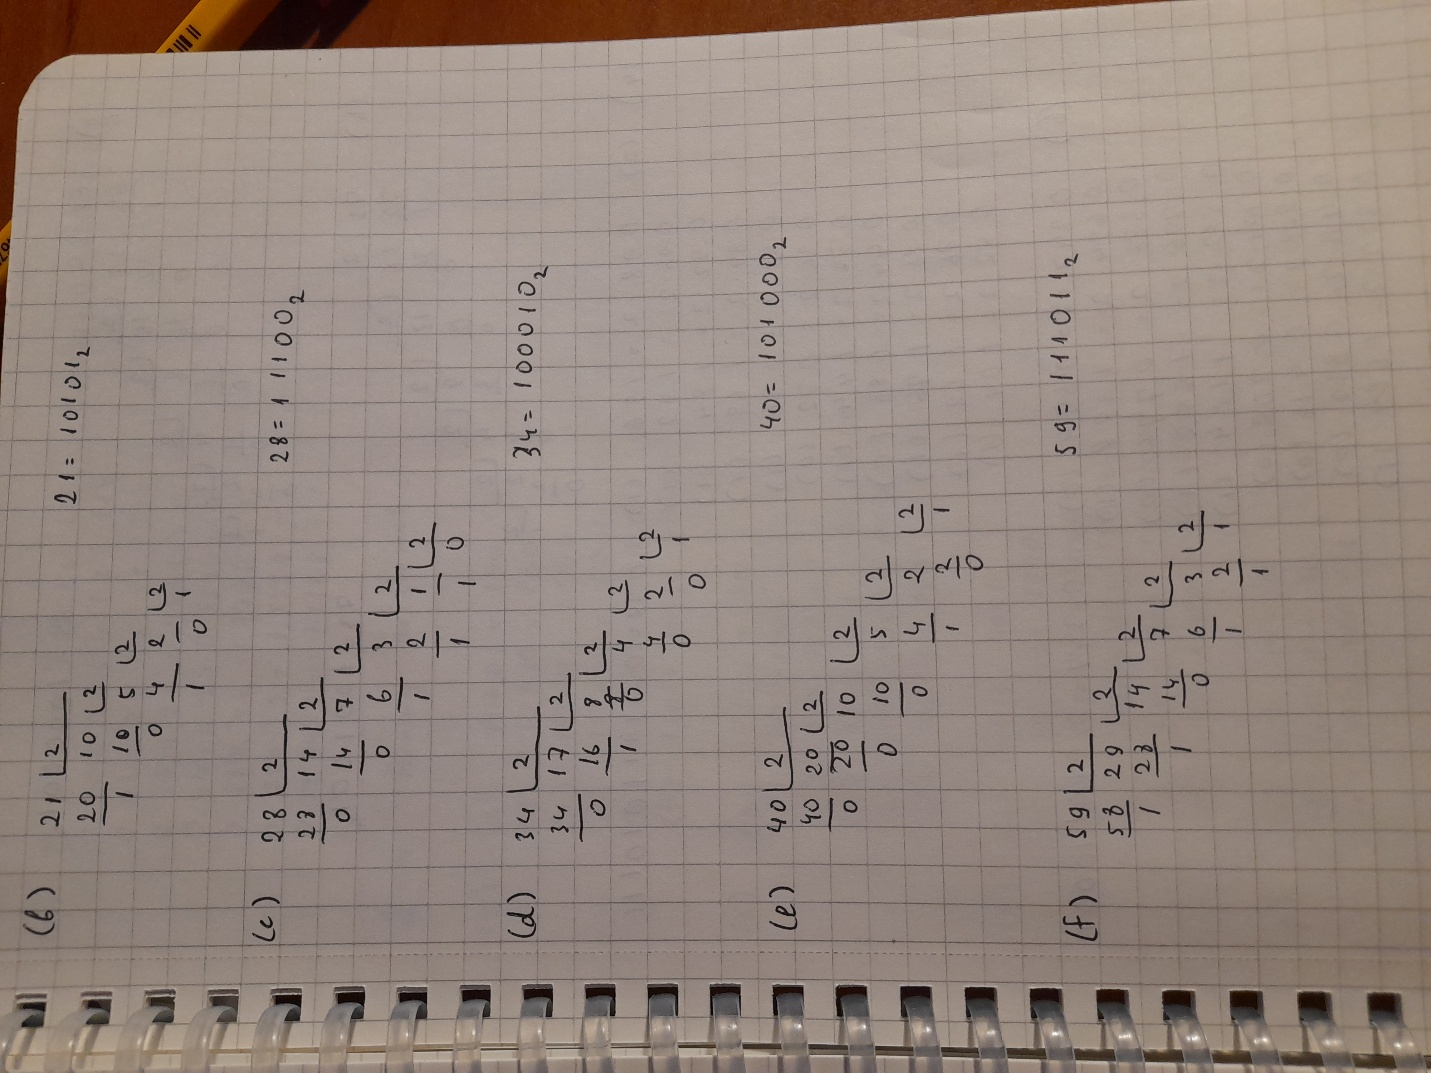 (b) 21 | 2 21 = 10101₂
20 10 | 2
1 10 5 | 2
0 4 2 | 2
1 0 1
(c) 28 | 2 28 = 11100₂
28 14 | 2
0 14 7 | 2
0 6 3 | 2
1 2 1 | 2
1 1 0
(d) 34 | 2 34 = 100010₂
34 17 | 2
0 16 8 | 2
1 8 4 | 2
0 4 2 | 2
0 0 1
(e) 40 | 2 40 = 101000₂
40 20 | 2
0 20 10 | 2
0 10 5 | 2
0 4 2 | 2
1 2 1
0
(f) 59 | 2 59 = 111011₂
58 29 | 2
1 28 14 | 2
1 14 7 | 2
0 6 3 | 2
1 2 1
1